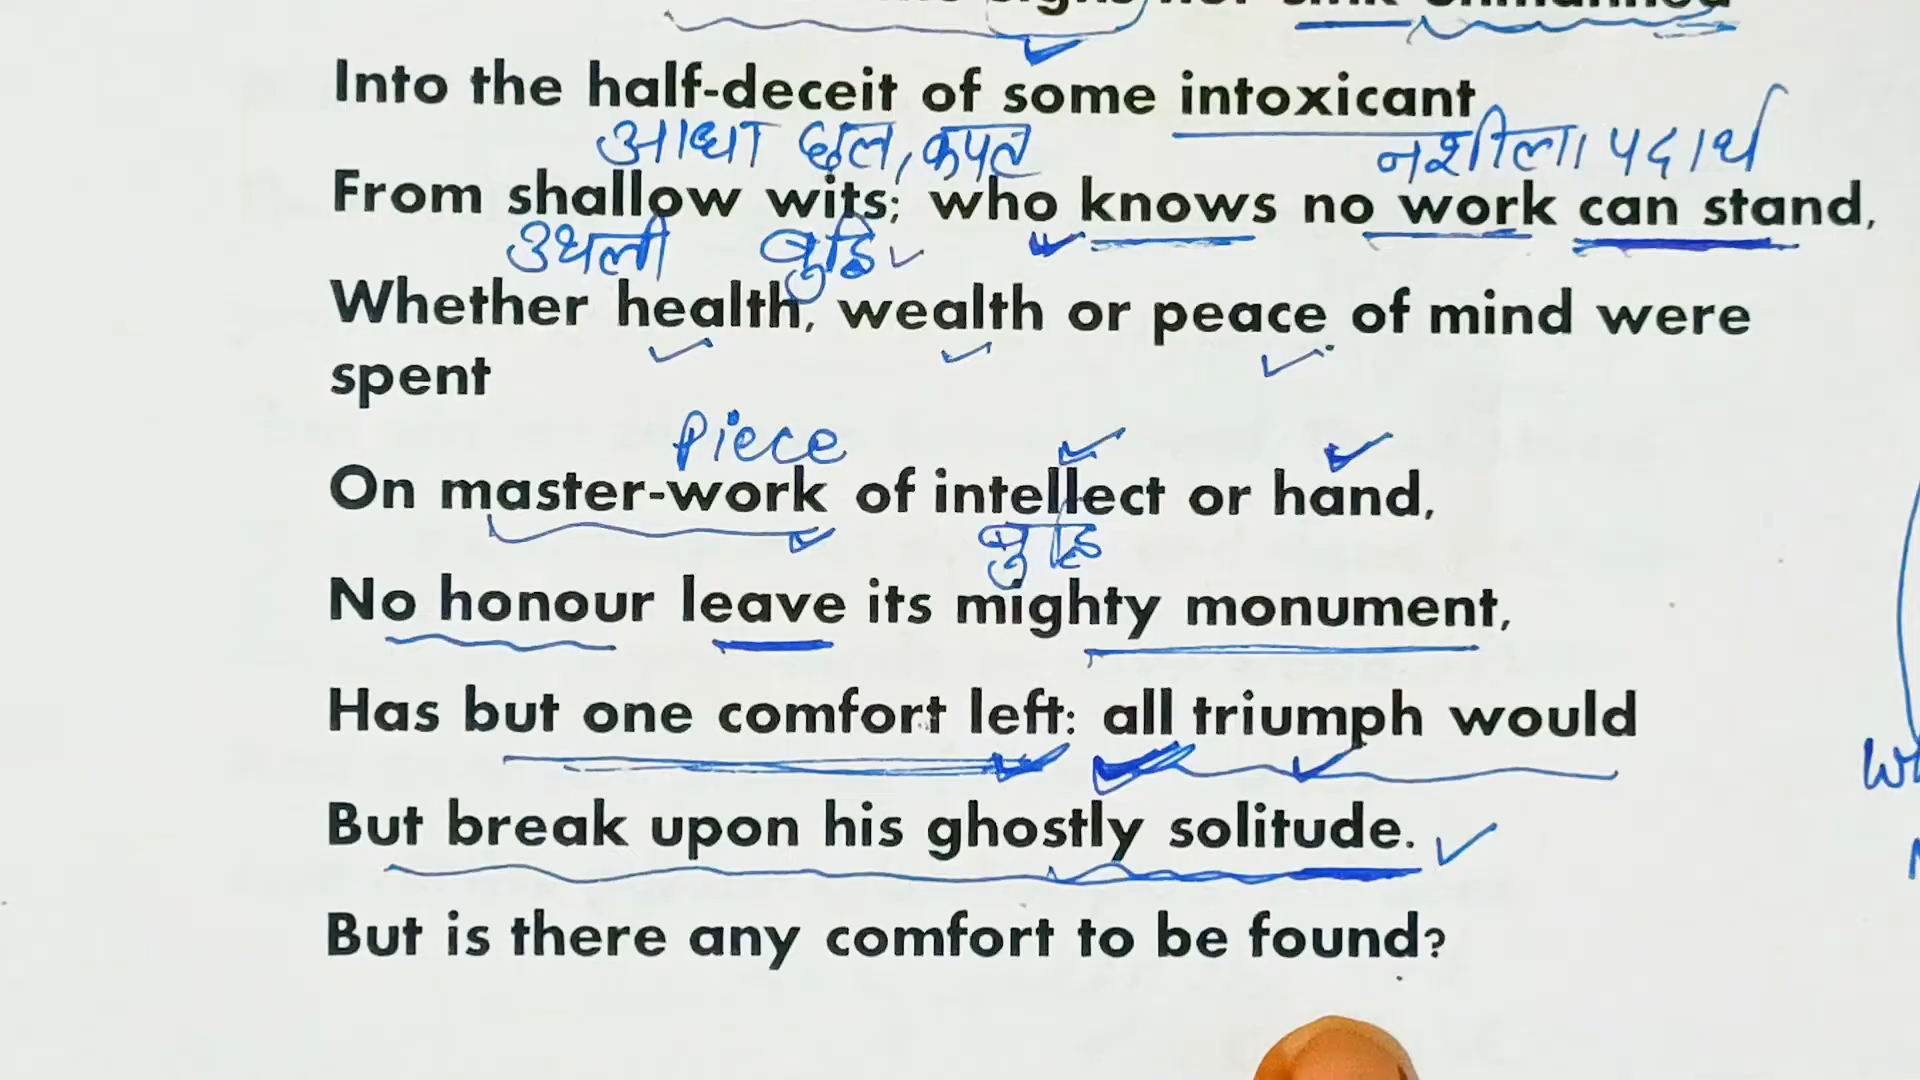 Into the half-deceit of some intoxicant
आधा छल, कपट नशीला पदार्थ
From shallow wits; who knows no work can stand,
उथली बुद्धि
Whether health, wealth or peace of mind were
spent
Piece
On master-work of intellect or hand,
बुद्धि
No honour leave its mighty monument,
Has but one comfort left: all triumph would
But break upon his ghostly solitude.
But is there any comfort to be found?